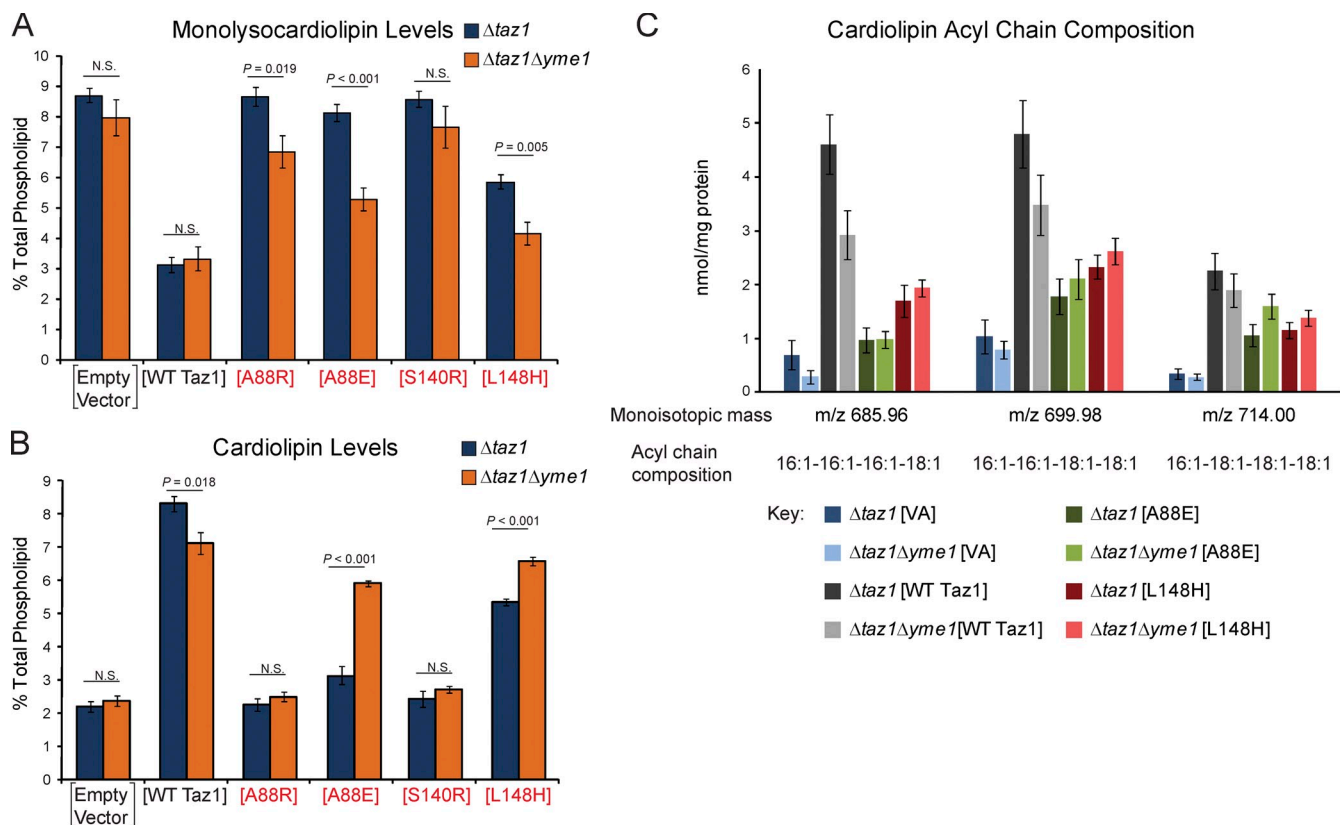 A
Monolysocardiolipin Levels
Δtaz1
Δtaz1Δyme1
% Total Phospholipid
10
9
8
7
6
5
4
3
2
1
0
N.S.
N.S.
P = 0.019
P < 0.001
N.S.
P = 0.005
[Empty Vector]
[WT Taz1]
[A88R]
[A88E]
[S140R]
[L148H]
B
Cardiolipin Levels
Δtaz1
Δtaz1Δyme1
% Total Phospholipid
9
8
7
6
5
4
3
2
1
0
N.S.
P = 0.018
N.S.
P < 0.001
N.S.
P < 0.001
[Empty Vector]
[WT Taz1]
[A88R]
[A88E]
[S140R]
[L148H]
C
Cardiolipin Acyl Chain Composition
nmol/mg protein
6
5
4
3
2
1
0
Monoisotopic mass
m/z 685.96
m/z 699.98
m/z 714.00
Acyl chain
composition
16:1-16:1-16:1-18:1
16:1-16:1-18:1-18:1
16:1-18:1-18:1-18:1
Key:
Δtaz1 [VA]
Δtaz1Δyme1 [VA]
Δtaz1 [WT Taz1]
Δtaz1Δyme1[WT Taz1]
Δtaz1 [A88E]
Δtaz1Δyme1 [A88E]
Δtaz1 [L148H]
Δtaz1Δyme1 [L148H]